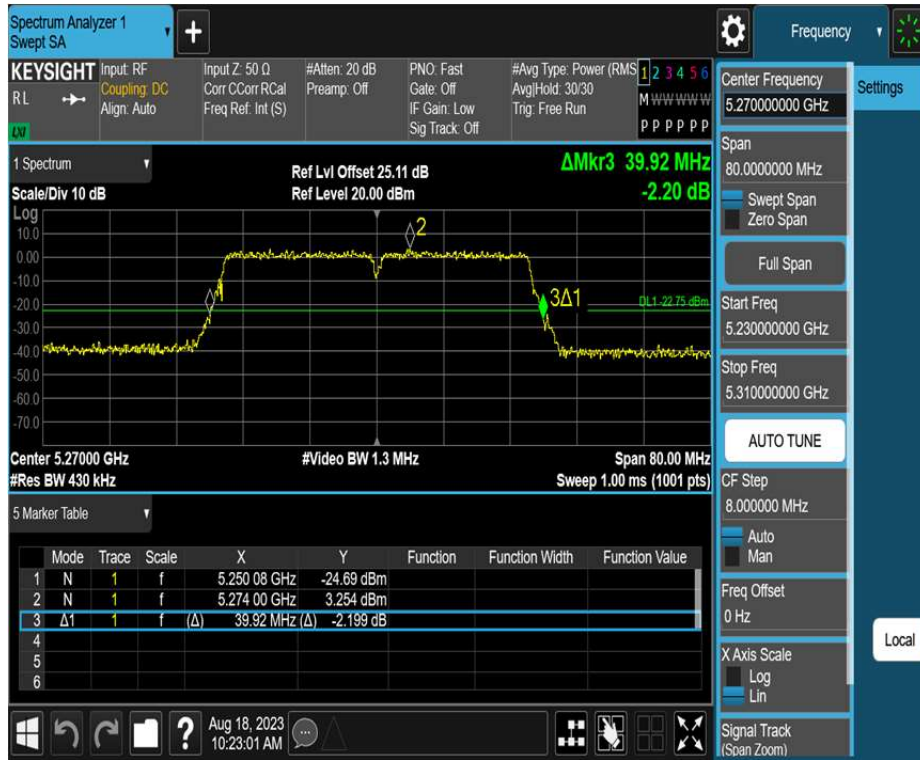 Spectrum Analyzer 1
Swept SA
+
Frequency
KEYSIGHT
RL
LXI
Input: RF
Coupling: DC
Align: Auto
Input Z: 50 Ω
Corr CCorr RCal
Freq Ref: Int (S)
#Atten: 20 dB
Preamp: Off
PNO: Fast
Gate: Off
IF Gain: Low
Sig Track: Off
#Avg Type: Power (RMS
Avg|Hold: 30/30
Trig: Free Run
1 2 3 4 5 6
M W W W W W
P P P P P P
1 Spectrum
Scale/Div 10 dB
Ref Lvl Offset 25.11 dB
Ref Level 20.00 dBm
ΔMkr3 39.92 MHz
-2.20 dB
Log
10.0
0.00
-10.0
-20.0
-30.0
-40.0
-50.0
-60.0
-70.0
1
2
3Δ1
DL1 -22.75 dBm
Center 5.27000 GHz
#Video BW 1.3 MHz
Span 80.00 MHz
#Res BW 430 kHz
Sweep 1.00 ms (1001 pts)
5 Marker Table
Mode Trace Scale X Y Function Function Width Function Value
1 N 1 f 5.250 08 GHz -24.69 dBm
2 N 1 f 5.274 00 GHz 3.254 dBm
3 Δ1 1 f (Δ) 39.92 MHz (Δ) -2.199 dB
4
5
6
?
Aug 18, 2023
10:23:01 AM
Center Frequency
5.27000000 GHz
Settings
Span
80.0000000 MHz
Swept Span
Zero Span
Full Span
Start Freq
5.230000000 GHz
Stop Freq
5.310000000 GHz
AUTO TUNE
CF Step
8.000000 MHz
Auto
Man
Freq Offset
0 Hz
X Axis Scale
Log
Lin
Local
Signal Track
(Span Zoom)